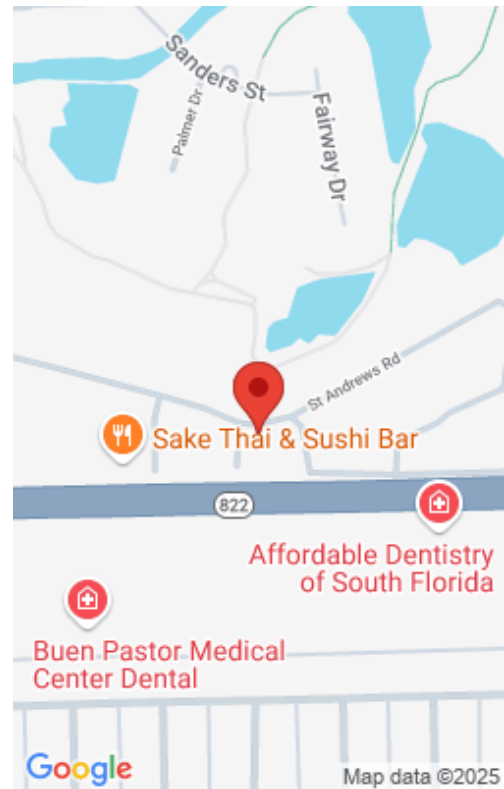 Sanders St
Palmer Dr
Fairway Dr
St Andrews Rd
Sake Thai & Sushi Bar
822
Affordable Dentistry
of South Florida
Buen Pastor Medical
Center Dental
Google
Map data ©2025